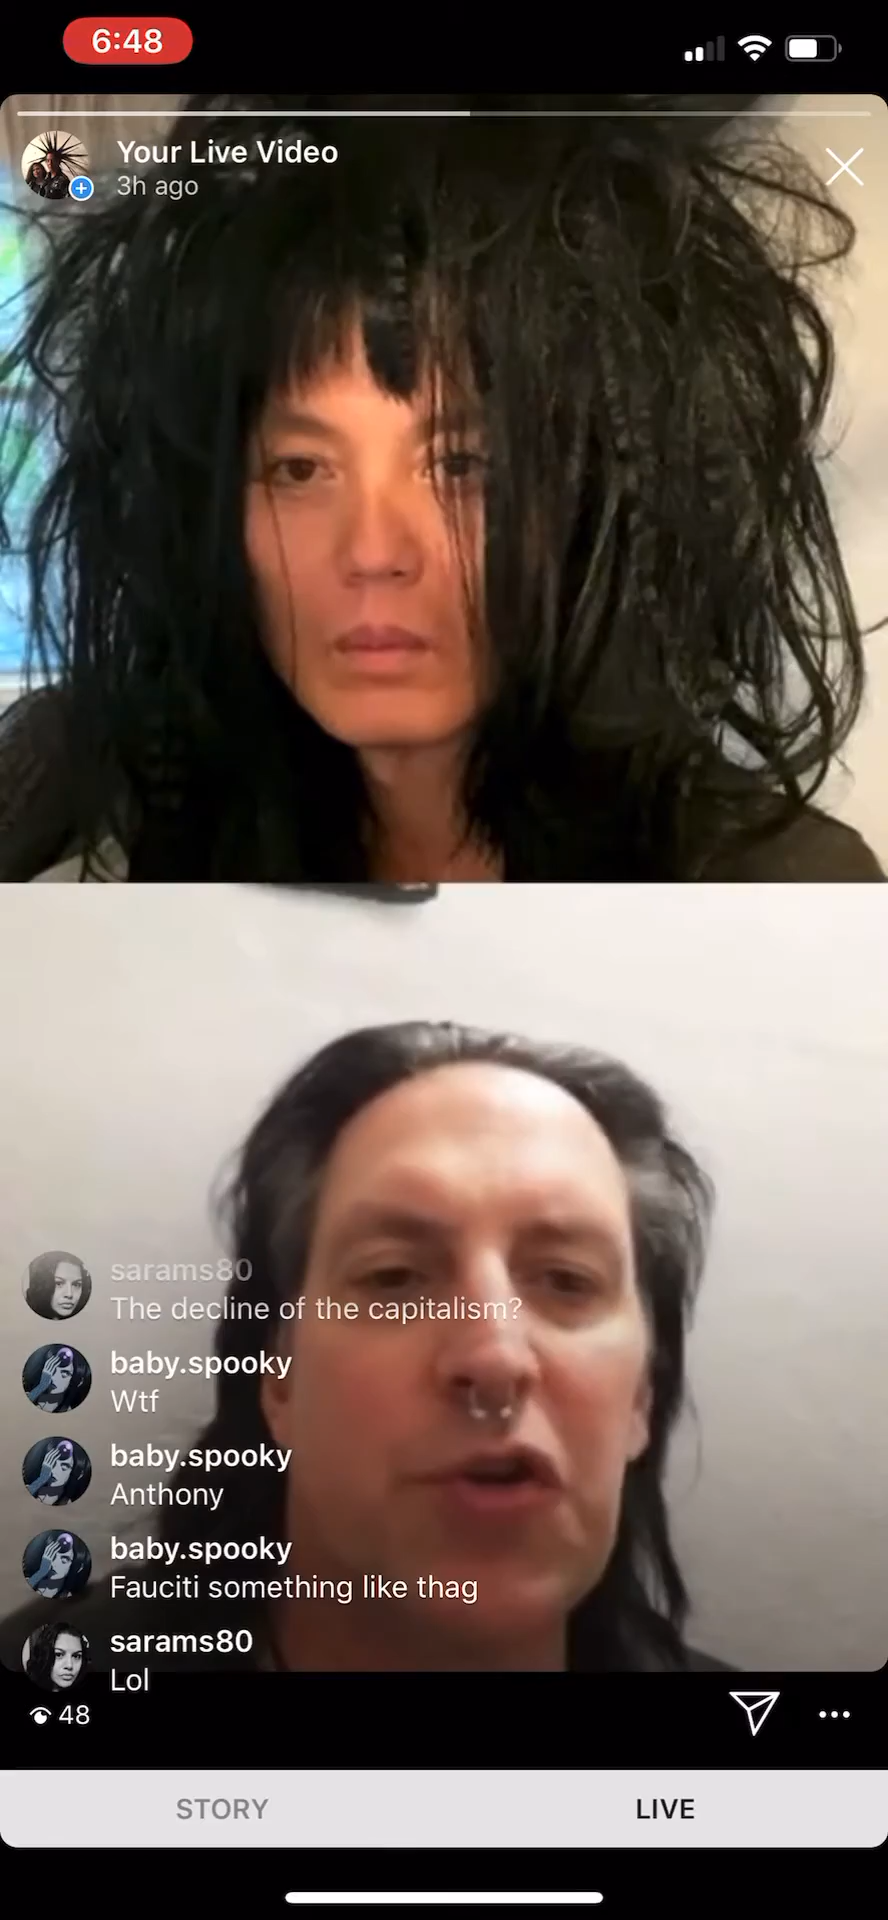 6:48
Your Live Video
3h ago
sarams80
The decline of the capitalism?
baby.spooky
Wtf
baby.spooky
Anthony
baby.spooky
Fauciti something like thag
sarams80
Lol
48
STORY
LIVE